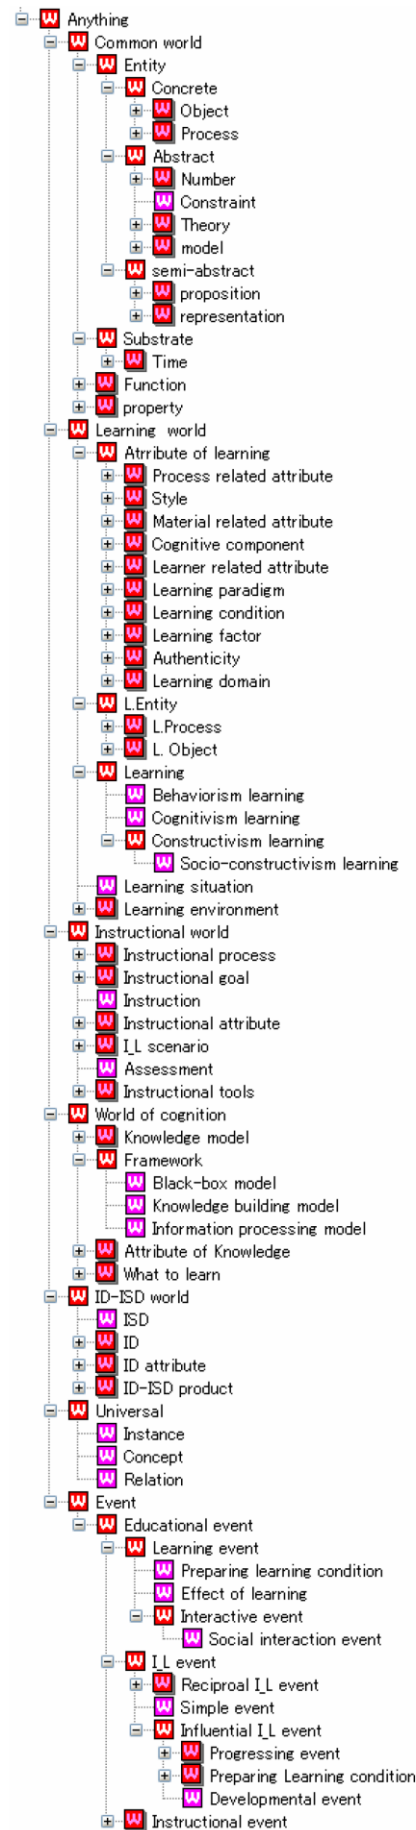 Anything
Common world
Entity
Concrete
Object
Process
Abstract
Number
Constraint
Theory
model
semi-abstract
proposition
representation
Substrate
Time
Function
property
Learning world
Atrribute of learning
Process related attribute
Style
Material related attribute
Cognitive component
Learner related attribute
Learning paradigm
Learning condition
Learning factor
Authenticity
Learning domain
L.Entity
L.Process
L. Object
Learning
Behaviorism learning
Cognitivism learning
Constructivism learning
Socio-constructivism learning
Learning situation
Learning environment
Instructional world
Instructional process
Instructional goal
Instruction
Instructional attribute
I_L scenario
Assessment
Instructional tools
World of cognition
Knowledge model
Framework
Black-box model
Knowledge building model
Information processing model
Attribute of Knowledge
What to learn
ID-ISD world
ISD
ID
ID attribute
ID-ISD product
Universal
Instance
Concept
Relation
Event
Educational event
Learning event
Preparing learning condition
Effect of learning
Interactive event
Social interaction event
I_L event
Reciproal I_L event
Simple event
Influential I_L event
Progressing event
Preparing Learning condition
Developmental event
Instructional event